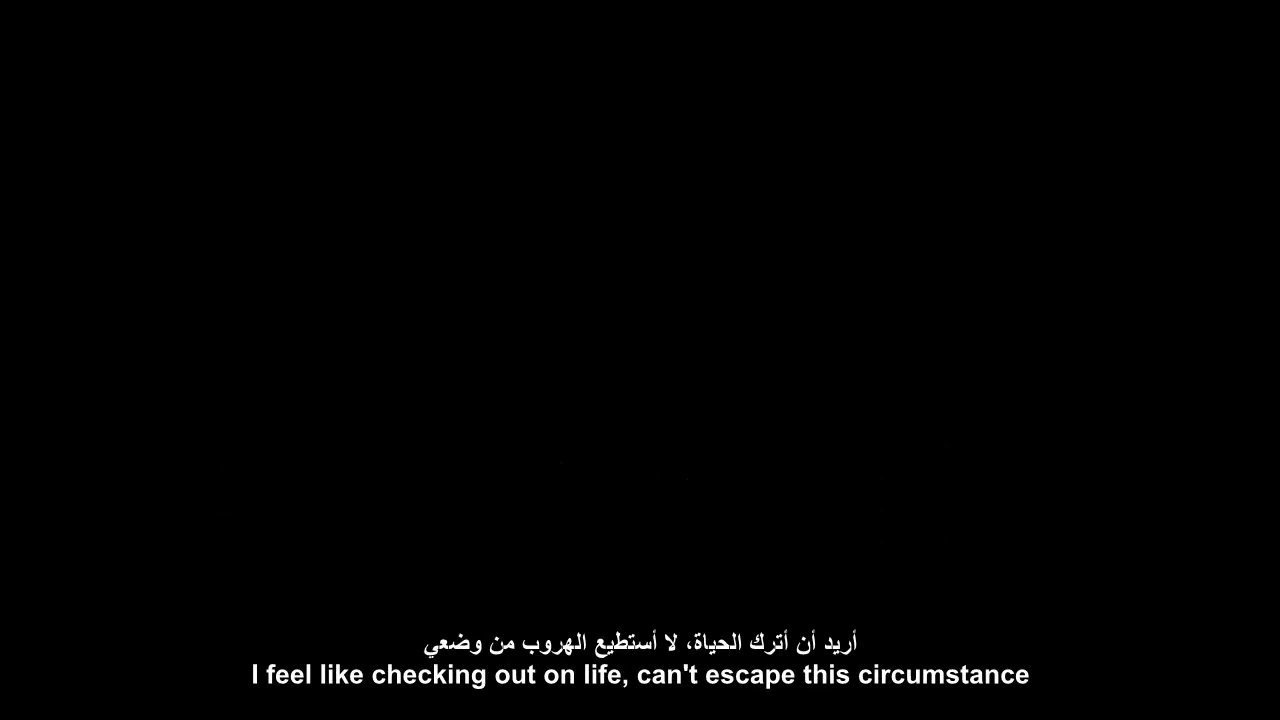 أريد أن أترك الحياة، لا أستطيع الهروب من وضعي
I feel like checking out on life, can't escape this circumstance